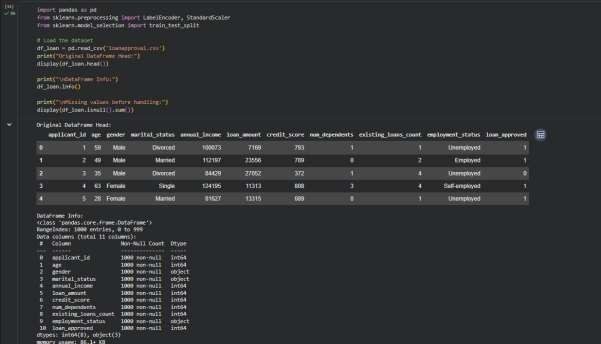 import pandas as pd
from sklearn.preprocessing import LabelEncoder, StandardScaler
from sklearn.model_selection import train_test_split
# Load the dataset
df_loan = pd.read_csv('loanapproval.csv')
print("Original DataFrame Head:")
display(df_loan.head())
print("\nDataFrame Info:")
df_loan.info()
print("\nMissing values before handling:")
display(df_loan.isnull().sum())
Original DataFrame Head:
applicant_id age gender marital_status annual_income loan_amount credit_score num_dependents existing_loans_count employment_status loan_approved
0 1 59 Male Divorced 100073 7169 793 1 1 Unemployed 1
1 2 49 Male Married 112197 23556 789 0 2 Employed 1
2 3 35 Male Divorced 84429 27052 372 1 4 Unemployed 0
3 4 63 Female Single 124195 11313 808 3 4 Self-employed 1
4 5 28 Female Married 13315 689 0 1 Unemployed 1
DataFrame Info:
<class 'pandas.core.frame.DataFrame'>
RangeIndex: 1000 entries, 0 to 999
Data columns (total 11 columns):
# Column Non-Null Count Dtype
--- ------ -------------- -----
0 applicant_id 1000 non-null int64
1 age 1000 non-null int64
2 gender 1000 non-null object
3 marital_status 1000 non-null object
4 annual_income 1000 non-null int64
5 loan_amount 1000 non-null int64
6 credit_score 1000 non-null int64
7 num_dependents 1000 non-null int64
8 existing_loans_count 1000 non-null int64
9 employment_status 1000 non-null object
10 loan_approved 1000 non-null int64
dtypes: int64(8), object(3)
memory usage: 86.1+ KB